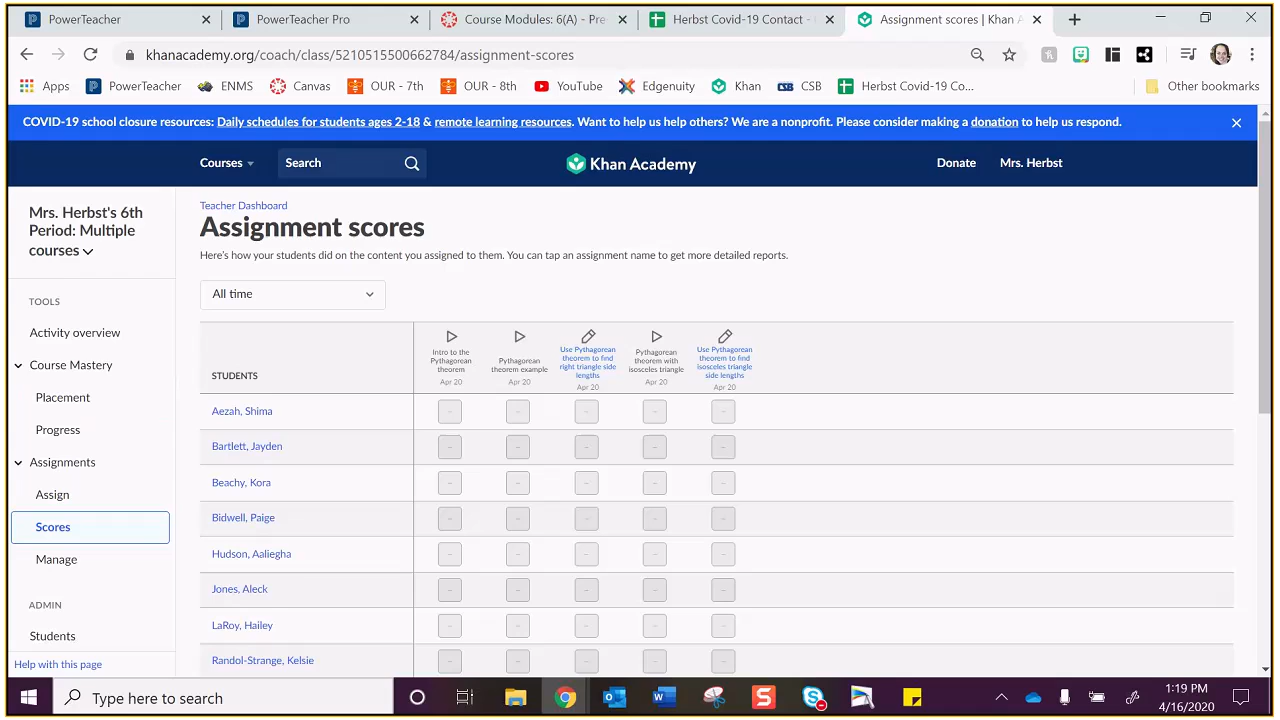 PowerTeacher
PowerTeacher Pro
Course Modules: 6(A) - Pre
Herbst Covid-19 Contact -
Assignment scores | Khan A
khanacademy.org/coach/class/5210515500662784/assignment-scores
Apps
PowerTeacher
ENMS
Canvas
OUR - 7th
OUR - 8th
YouTube
Edgenuity
Khan
CSB
Herbst Covid-19 Co...
Other bookmarks
COVID-19 school closure resources: Daily schedules for students ages 2-18 & remote learning resources. Want to help us help others? We are a nonprofit. Please consider making a donation to help us respond.
Courses
Search
Khan Academy
Donate
Mrs. Herbst
Mrs. Herbst's 6th
Period: Multiple
courses
TOOLS
Activity overview
Course Mastery
Placement
Progress
Assignments
Assign
Scores
Manage
ADMIN
Students
Help with this page
Teacher Dashboard
Assignment scores
Here's how your students did on the content you assigned to them. You can tap an assignment name to get more detailed reports.
All time
STUDENTS
Intro to the
Pythagorean
theorem
Apr 20
Pythagorean
theorem example
Apr 20
Use Pythagorean
theorem to find
right triangle side
lengths
Apr 20
Pythagorean
theorem with
isosceles triangle
Apr 20
Use Pythagorean
theorem to find
isosceles triangle
side lengths
Apr 20
Aezah, Shima
– – – – –
Bartlett, Jayden
– – – – –
Beachy, Kora
– – – – –
Bidwell, Paige
– – – – –
Hudson, Aaliegha
– – – – –
Jones, Aleck
– – – – –
LaRoy, Hailey
– – – – –
Randol-Strange, Kelsie
– – – – –
Type here to search
1:19 PM
4/16/2020